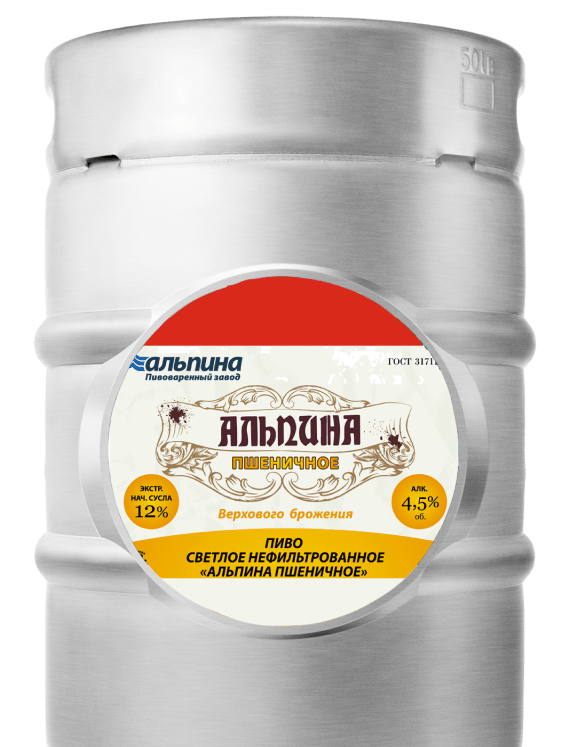 50Lt
альпина
Пивоваренный завод
ГОСТ 3171
АЛЬПИНА
ПШЕНИЧНОЕ
ЭКСТР.
НАЧ. СУСЛА
12%
АЛК.
4,5%
об.
Верхового брожения
ПИВО
СВЕТЛОЕ НЕФИЛЬТРОВАННОЕ
«АЛЬПИНА ПШЕНИЧНОЕ»